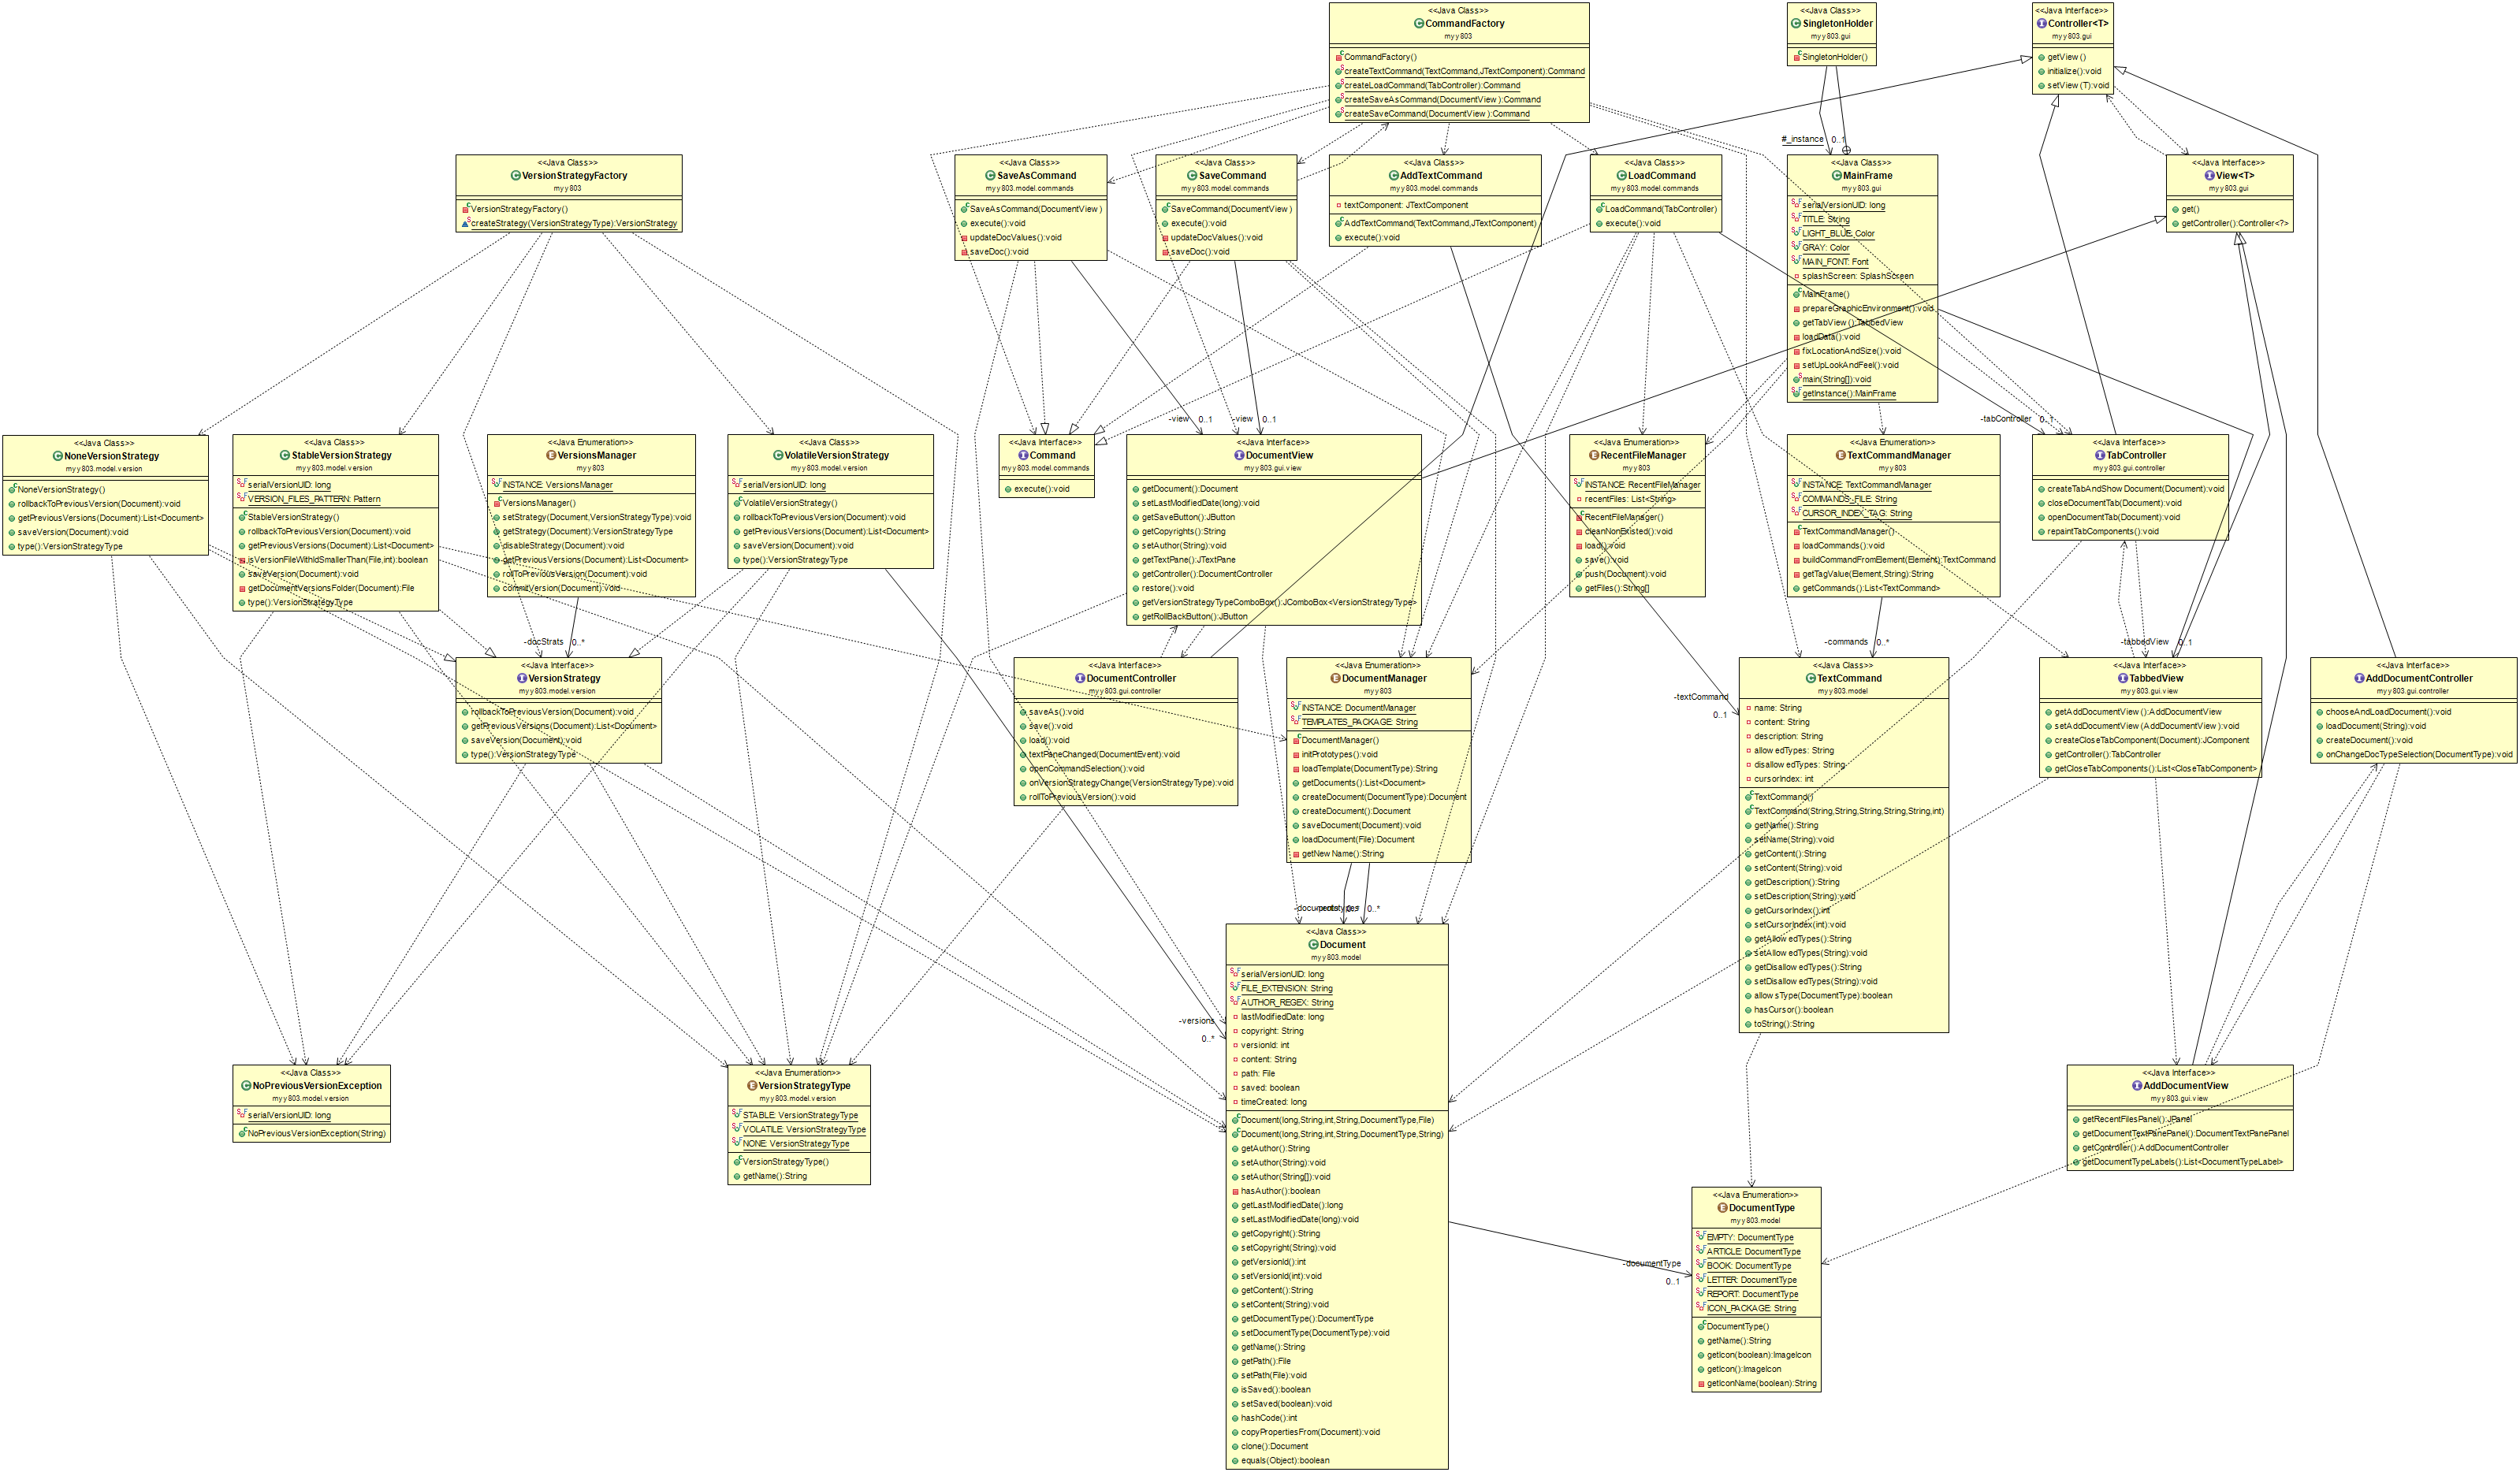 <<Java Class>>
CommandFactory
myy803
CommandFactory()
createTextCommand(TextCommand,JTextComponent):Command
createLoadCommand(TabController):Command
createSaveAsCommand(DocumentView ):Command
createSaveCommand(DocumentView ):Command
<<Java Class>>
SingletonHolder
myy803.gui
SingletonHolder()
<<Java Interface>>
Controller<T>
myy803.gui
getView ()
initialize():void
setView (T):void
#_instance
0..1
<<Java Class>>
VersionStrategyFactory
myy803
VersionStrategyFactory()
createStrategy(VersionStrategyType):VersionStrategy
<<Java Class>>
SaveAsCommand
myy803.model.commands
SaveAsCommand(DocumentView )
execute():void
updateDocValues():void
saveDoc():void
<<Java Class>>
SaveCommand
myy803.model.commands
SaveCommand(DocumentView )
execute():void
updateDocValues():void
saveDoc():void
<<Java Class>>
AddTextCommand
myy803.model.commands
textComponent: JTextComponent
AddTextCommand(TextCommand,JTextComponent)
execute():void
<<Java Class>>
LoadCommand
myy803.model.commands
LoadCommand(TabController)
execute():void
<<Java Class>>
MainFrame
myy803.gui
serialVersionUID: long
TITLE: String
LIGHT_BLUE: Color
GRAY: Color
MAIN_FONT: Font
splashScreen: SplashScreen
MainFrame()
prepareGraphicEnvironment():void
getTabView ():TabbedView
loadData():void
fixLocationAndSize():void
setUpLookAndFeel():void
main(String[]):void
getInstance():MainFrame
<<Java Interface>>
View<T>
myy803.gui
get()
getController():Controller<?>
-view
0..1
-view
0..1
-tabController
0..1
<<Java Class>>
NoneVersionStrategy
myy803.model.version
NoneVersionStrategy()
rollbackToPreviousVersion(Document):void
getPreviousVersions(Document):List<Document>
saveVersion(Document):void
type():VersionStrategyType
<<Java Class>>
StableVersionStrategy
myy803.model.version
serialVersionUID: long
VERSION_FILES_PATTERN: Pattern
StableVersionStrategy()
rollbackToPreviousVersion(Document):void
getPreviousVersions(Document):List<Document>
isVersionFileWithIdSmallerThan(File,int):boolean
saveVersion(Document):void
getDocumentVersionsFolder(Document):File
type():VersionStrategyType
<<Java Enumeration>>
VersionsManager
myy803
INSTANCE: VersionsManager
VersionsManager()
setStrategy(Document,VersionStrategyType):void
getStrategy(Document):VersionStrategy
disableStrategy(Document):void
getPreviousVersions(Document):List<Document>
rollToPreviousVersion(Document):void
commitVersion(Document):void
<<Java Class>>
VolatileVersionStrategy
myy803.model.version
serialVersionUID: long
VolatileVersionStrategy()
rollbackToPreviousVersion(Document):void
getPreviousVersions(Document):List<Document>
saveVersion(Document):void
type():VersionStrategyType
<<Java Interface>>
Command
myy803.model.commands
execute():void
<<Java Interface>>
DocumentView
myy803.gui.view
getDocument():Document
setLastModifiedDate(long):void
getSaveButton():JButton
getCopyrights():String
setAuthor(String):void
getTextPane():JTextPane
getController():DocumentController
restore():void
getVersionStrategyTypeComboBox():JComboBox<VersionStrategyType>
getRollBackButton():JButton
<<Java Enumeration>>
RecentFileManager
myy803
INSTANCE: RecentFileManager
recentFiles: List<String>
RecentFileManager()
cleanNonExisted():void
load():void
save():void
push(Document):void
getFiles():String[]
<<Java Enumeration>>
TextCommandManager
myy803
INSTANCE: TextCommandManager
COMMANDS_FILE: String
CURSOR_INDEX_TAG: String
TextCommandManager()
loadCommands():void
buildCommandFromElement(Element):TextCommand
getTagValue(Element,String):String
getCommands():List<TextCommand>
<<Java Interface>>
TabController
myy803.gui.controller
createTabAndShow Document(Document):void
closeDocumentTab(Document):void
openDocumentTab(Document):void
repaintTabComponents():void
-docStrats
0..*
-commands
0..*
-tabbedView
0..1
<<Java Interface>>
VersionStrategy
myy803.model.version
rollbackToPreviousVersion(Document):void
getPreviousVersions(Document):List<Document>
saveVersion(Document):void
type():VersionStrategyType
<<Java Interface>>
DocumentController
myy803.gui.controller
saveAs():void
save():void
load():void
textPaneChanged(DocumentEvent):void
openCommandSelection():void
onVersionStrategyChange(VersionStrategyType):void
rollToPreviousVersion():void
<<Java Enumeration>>
DocumentManager
myy803
INSTANCE: DocumentManager
TEMPLATES_PACKAGE: String
DocumentManager()
initPrototypes():void
loadTemplate(DocumentType):String
getDocuments():List<Document>
createDocument(DocumentType):Document
createDocument():Document
saveDocument(Document):void
loadDocument(File):Document
getNew Name():String
-textCommand
0..1
<<Java Class>>
TextCommand
myy803.model
name: String
content: String
description: String
allow edTypes: String
disallow edTypes: String
cursorIndex: int
TextCommand()
TextCommand(String,String,String,String,String,int)
getName():String
setName(String):void
getContent():String
setContent(String):void
getDescription():String
setDescription(String):void
getCursorIndex():int
setCursorIndex(int):void
getAllow edTypes():String
setAllow edTypes(String):void
getDisallow edTypes():String
setDisallow edTypes(String):void
allow sType(DocumentType):boolean
hasCursor():boolean
toString():String
<<Java Interface>>
TabbedView
myy803.gui.view
getAddDocumentView ():AddDocumentView
setAddDocumentView (AddDocumentView ):void
createCloseTabComponent(Document):JComponent
getController():TabController
getCloseTabComponents():List<CloseTabComponent>
<<Java Interface>>
AddDocumentController
myy803.gui.controller
chooseAndLoadDocument():void
loadDocument(String):void
createDocument():void
onChangeDocTypeSelection(DocumentType):void
0..*
-versions
0..*
<<Java Class>>
Document
myy803.model
serialVersionUID: long
FILE_EXTENSION: String
AUTHOR_REGEX: String
lastModifiedDate: long
copyright: String
versionId: int
content: String
path: File
saved: boolean
timeCreated: long
Document(long,String,int,String,DocumentType,File)
Document(long,String,int,String,DocumentType,String)
getAuthor():String
setAuthor(String):void
setAuthor(String[]):void
hasAuthor():boolean
getLastModifiedDate():long
setLastModifiedDate(long):void
getCopyright():String
setCopyright(String):void
getVersionId():int
setVersionId(int):void
getContent():String
setContent(String):void
getDocumentType():DocumentType
setDocumentType(DocumentType):void
getName():String
getPath():File
setPath(File):void
isSaved():boolean
setSaved(boolean):void
hashCode():int
copyPropertiesFrom(Document):void
clone():Document
equals(Object):boolean
<<Java Class>>
NoPreviousVersionException
myy803.model.version
serialVersionUID: long
NoPreviousVersionException(String)
<<Java Enumeration>>
VersionStrategyType
myy803.model.version
STABLE: VersionStrategyType
VOLATILE: VersionStrategyType
NONE: VersionStrategyType
VersionStrategyType()
getName():String
<<Java Interface>>
AddDocumentView
myy803.gui.view
getRecentFilesPanel():JPanel
getDocumentTextPanePanel():DocumentTextPanePanel
getController():AddDocumentController
getDocumentTypeLabels():List<DocumentTypeLabel>
-documentType
0..1
<<Java Enumeration>>
DocumentType
myy803.model
EMPTY: DocumentType
ARTICLE: DocumentType
BOOK: DocumentType
LETTER: DocumentType
REPORT: DocumentType
ICON_PACKAGE: String
DocumentType()
getName():String
getIcon(boolean):ImageIcon
getIcon():ImageIcon
getIconName(boolean):String